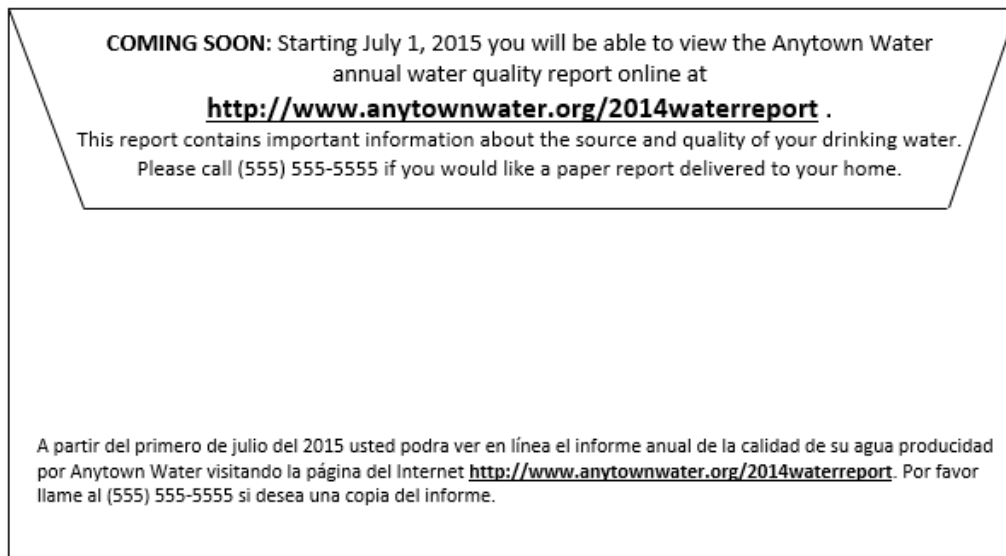 COMING SOON: Starting July 1, 2015 you will be able to view the Anytown Water
annual water quality report online at
http://www.anytownwater.org/2014waterreport .
This report contains important information about the source and quality of your drinking water.
Please call (555) 555-5555 if you would like a paper report delivered to your home.
A partir del primero de julio del 2015 usted podra ver en línea el informe anual de la calidad de su agua producidad
por Anytown Water visitando la página del Internet http://www.anytownwater.org/2014waterreport. Por favor
llame al (555) 555-5555 si desea una copia del informe.